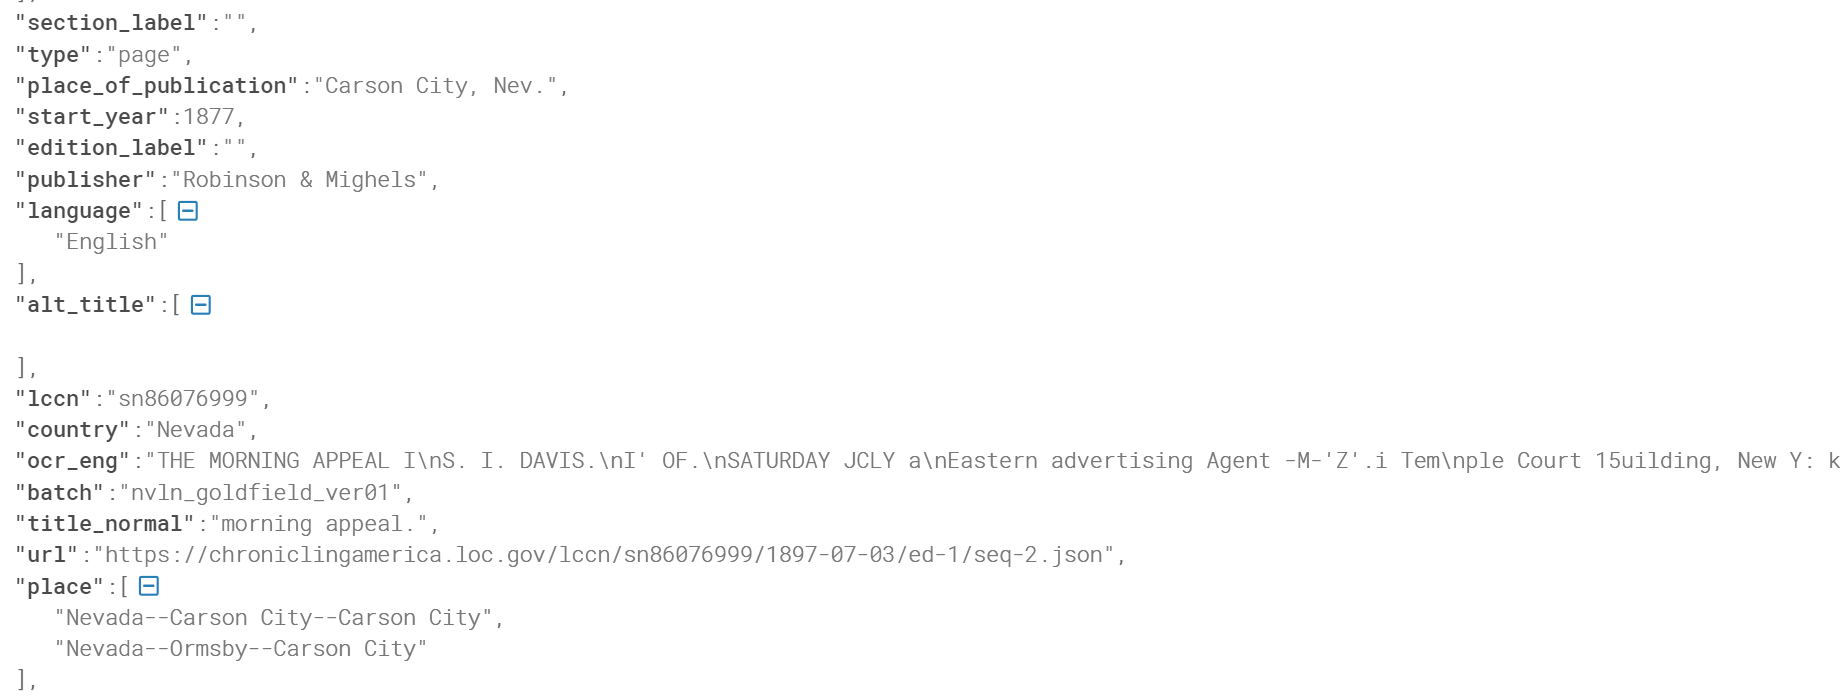 ],
"section_label":"",
"type":"page",
"place_of_publication":"Carson City, Nev.",
"start_year":1877,
"edition_label":"",
"publisher":"Robinson & Mighels",
"language":[
"English"
],
"alt_title":[
],
"lccn":"sn86076999",
"country":"Nevada",
"ocr_eng":"THE MORNING APPEAL I\nS. I. DAVIS.\nI' OF.\nSATURDAY JCLY a\nEastern advertising Agent -M-'Z'.i Tem\nple Court 15uilding, New Y: k
"batch":"nvln_goldfield_ver01",
"title_normal":"morning appeal.",
"url":"https://chroniclingamerica.loc.gov/lccn/sn86076999/1897-07-03/ed-1/seq-2.json",
"place":[
"Nevada--Carson City--Carson City",
"Nevada--Ormsby--Carson City"
],